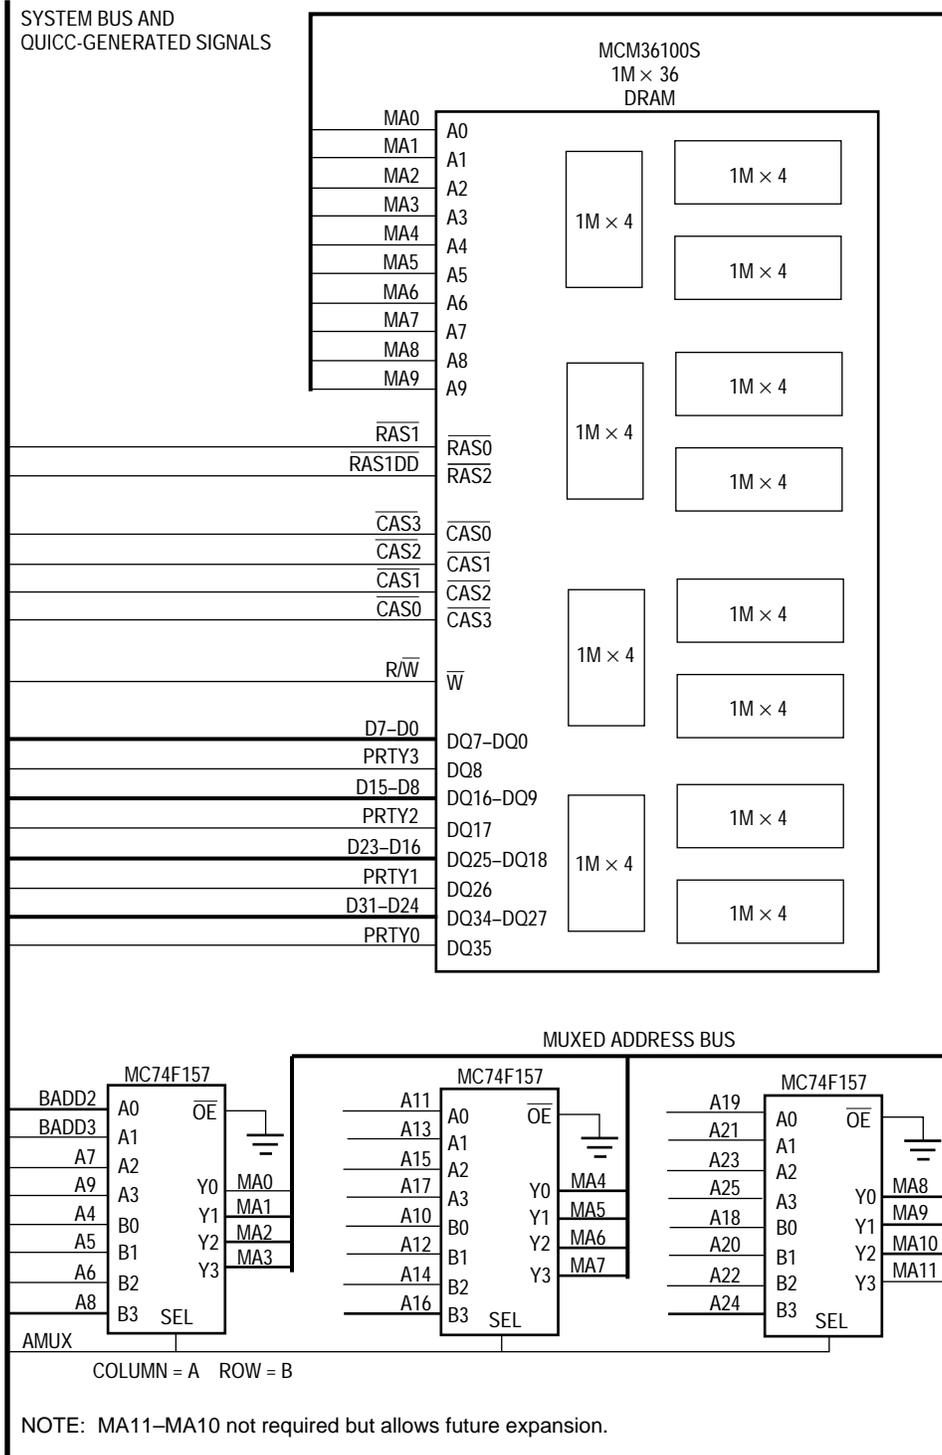 SYSTEM BUS AND
QUICC-GENERATED SIGNALS
MCM36100S
1M × 36
DRAM
MA0 A0
MA1 A1
MA2 A2
MA3 A3
MA4 A4
MA5 A5
MA6 A6
MA7 A7
MA8 A8
MA9 A9
RAS1 RAS0
RAS1DD RAS2
CAS3 CAS0
CAS2 CAS1
CAS1 CAS2
CAS0 CAS3
R/W W
D7–D0 DQ7–DQ0
PRTY3 DQ8
D15–D8 DQ16–DQ9
PRTY2 DQ17
D23–D16 DQ25–DQ18
PRTY1 DQ26
D31–D24 DQ34–DQ27
PRTY0 DQ35
1M × 4
1M × 4
1M × 4
1M × 4
1M × 4
1M × 4
1M × 4
1M × 4
1M × 4
1M × 4
1M × 4
1M × 4
MUXED ADDRESS BUS
MC74F157
BADD2 A0 OE
BADD3 A1
A7 A2
A9 A3 Y0 MA0
A4 B0 Y1 MA1
A5 B1 Y2 MA2
A6 B2 Y3 MA3
A8 B3 SEL
MC74F157
A11 A0 OE
A13 A1
A15 A2
A17 A3 Y0 MA4
A10 B0 Y1 MA5
A12 B1 Y2 MA6
A14 B2 Y3 MA7
A16 B3 SEL
MC74F157
A19 A0 OE
A21 A1
A23 A2
A25 A3 Y0 MA8
A18 B0 Y1 MA9
A20 B1 Y2 MA10
A22 B2 Y3 MA11
A24 B3 SEL
AMUX
COLUMN = A ROW = B
NOTE: MA11–MA10 not required but allows future expansion.